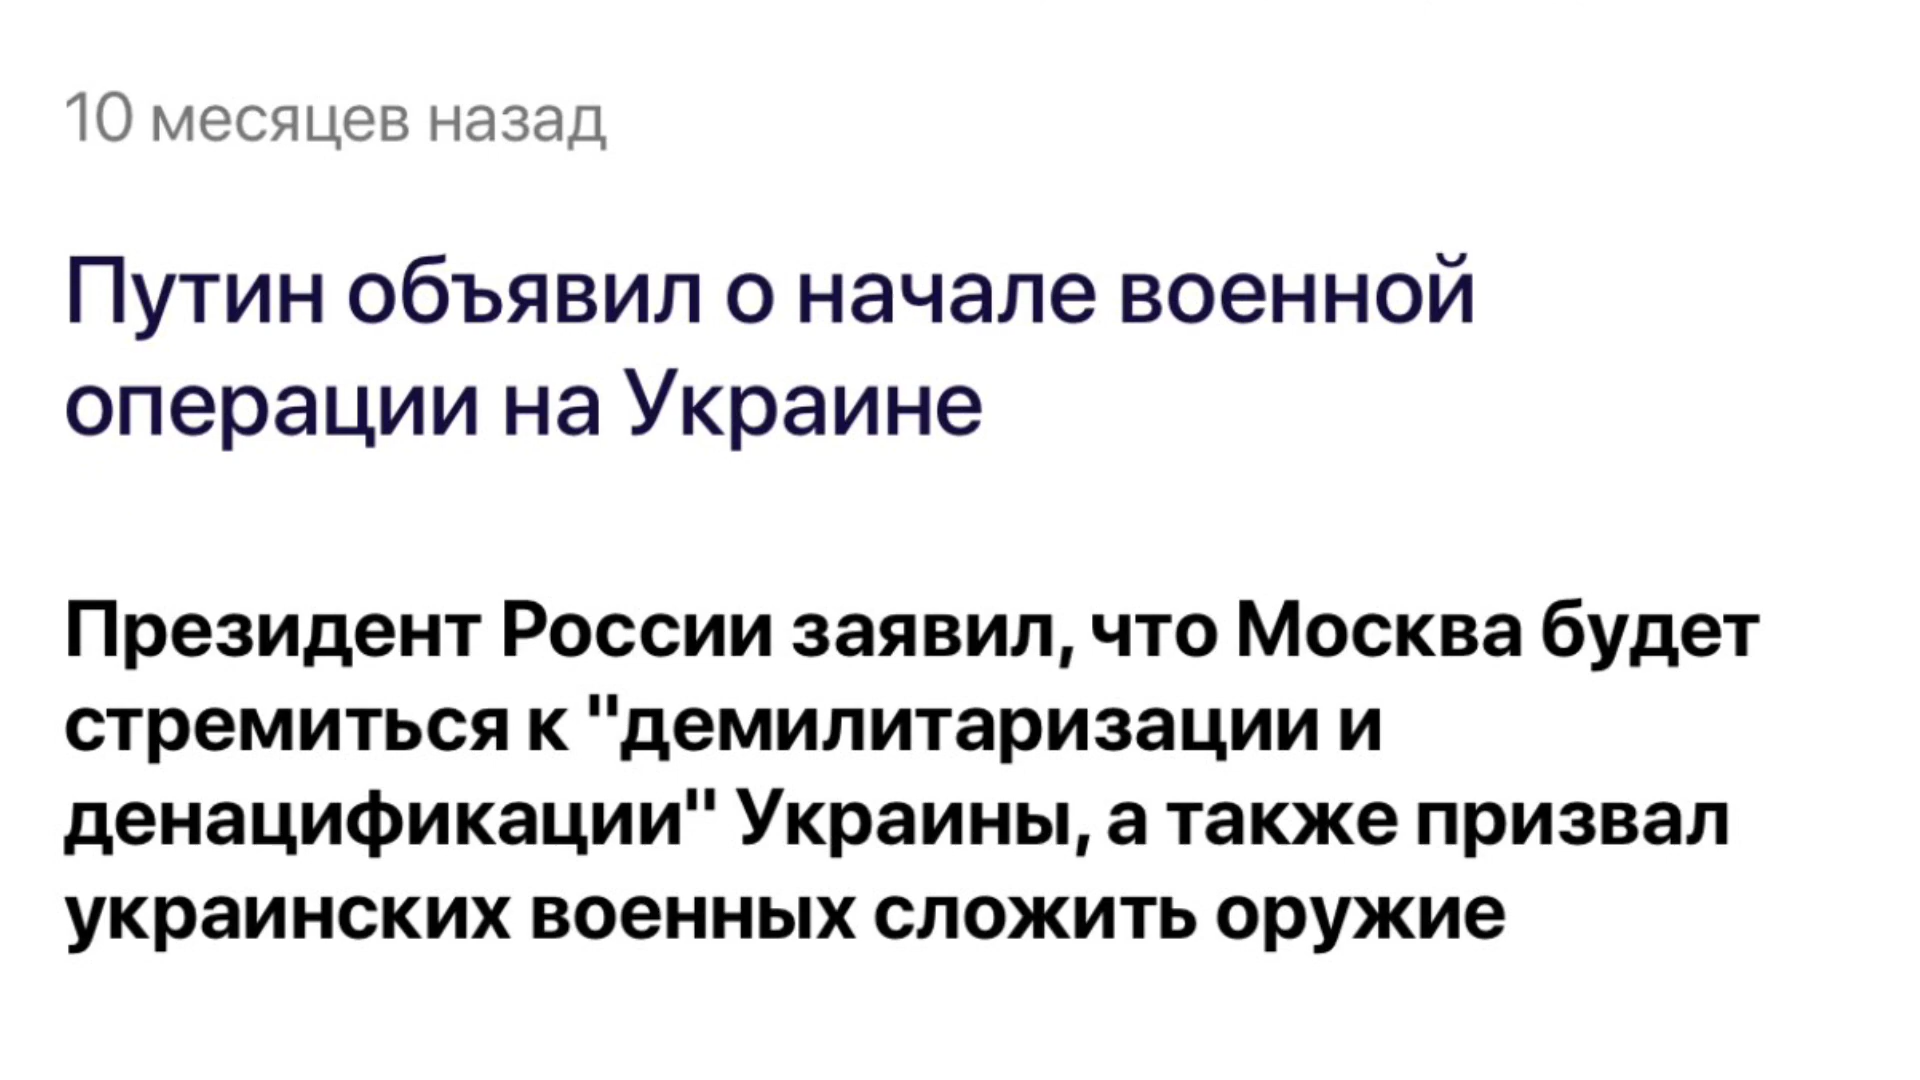 10 месяцев назад
Путин объявил о начале военной
операции на Украине
Президент России заявил, что Москва будет
стремиться к "демилитаризации и
денацификации" Украины, а также призвал
украинских военных сложить оружие